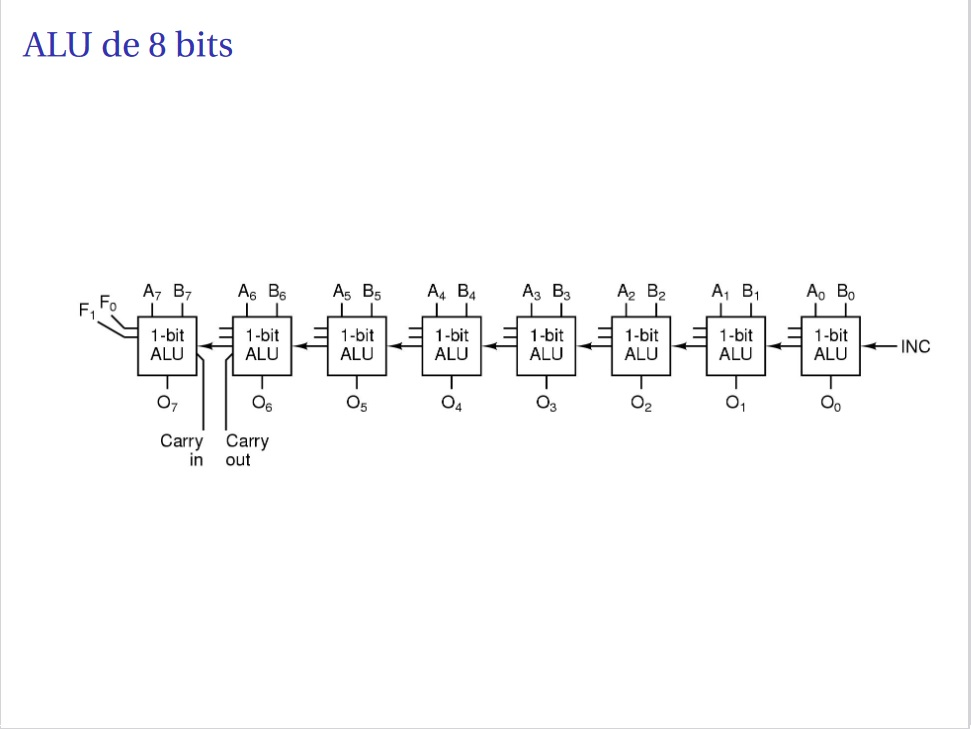 ALU de 8 bits
F₁ F₀ A₇ B₇ A₆ B₆ A₅ B₅ A₄ B₄ A₃ B₃ A₂ B₂ A₁ B₁ A₀ B₀
1-bit 1-bit 1-bit 1-bit 1-bit 1-bit 1-bit 1-bit
ALU ALU ALU ALU ALU ALU ALU ALU INC
O₇ O₆ O₅ O₄ O₃ O₂ O₁ O₀
Carry Carry
in out